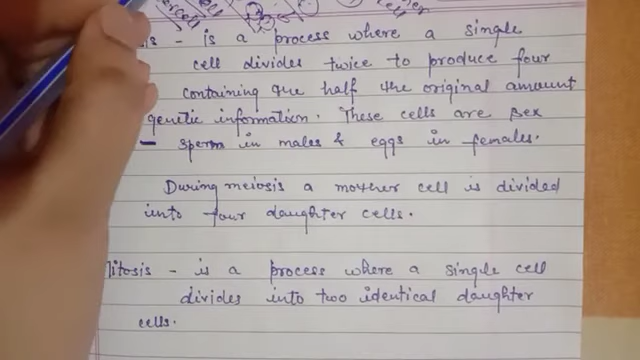 cell
is - is a process where a single
cell divides twice to produce four
containing the half the original amount
genetic information. These cells are sex
- sperm in males & eggs in females.
During meiosis a mother cell is divided
into four daughter cells.
Mitosis - is a process where a single cell
divides into two identical daughter
cells.